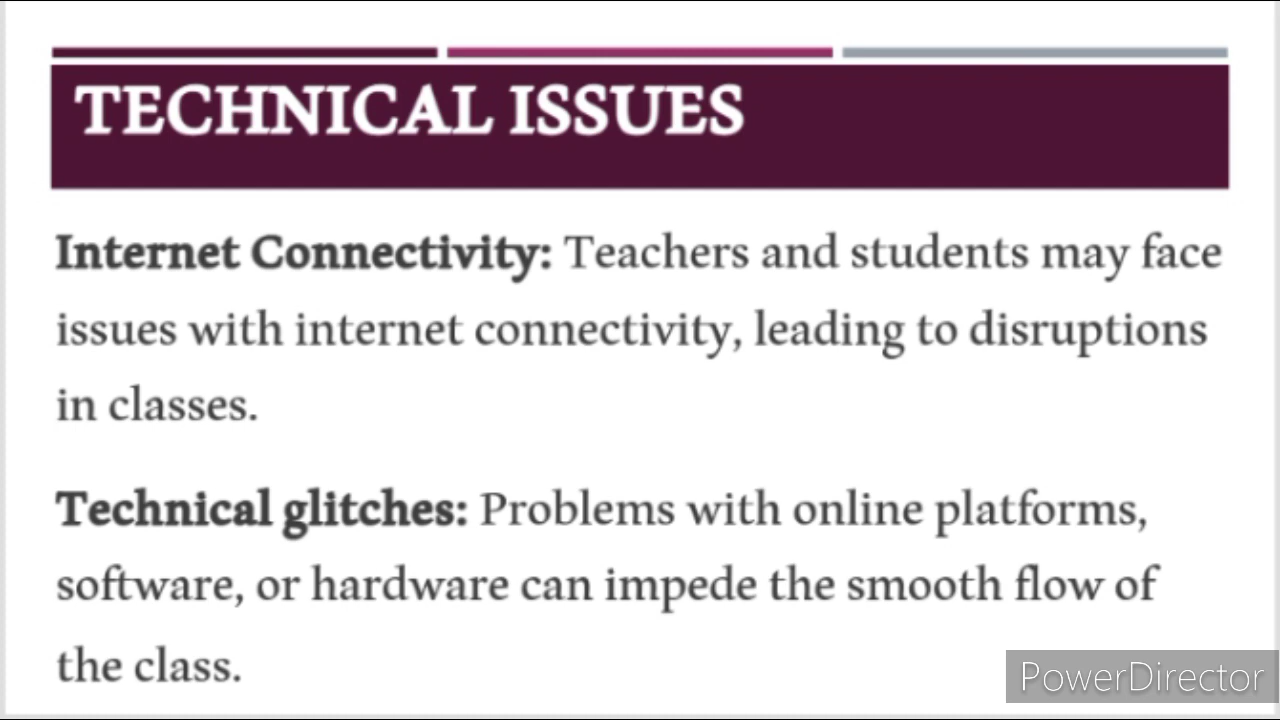 TECHNICAL ISSUES
Internet Connectivity: Teachers and students may face
issues with internet connectivity, leading to disruptions
in classes.
Technical glitches: Problems with online platforms,
software, or hardware can impede the smooth flow of
the class.
PowerDirector